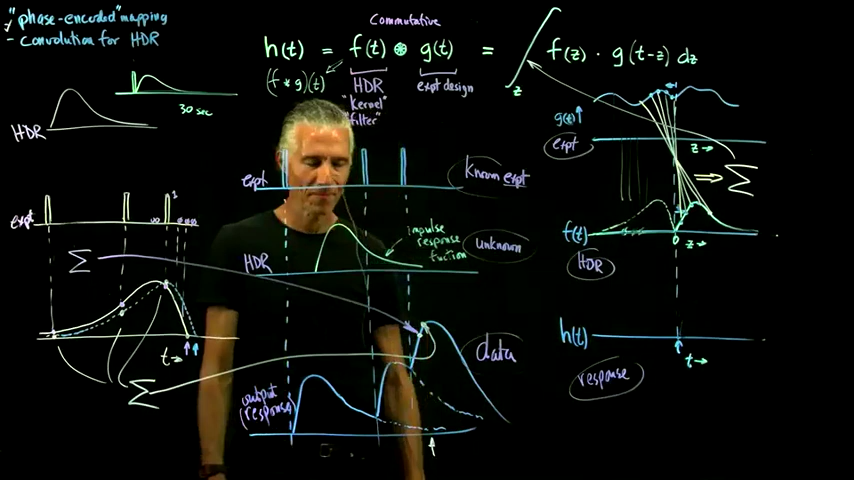 "phase-encoded" mapping
- convolution for HDR
30 sec
HDR
expt
1
Σ
t→
Σ
Commutative
h(t) = f(t) ⊛ g(t) = ∫ f(z) · g(t-z) dz
z
(f * g)(t)
HDR
"kernel"
"filter"
expt design
expt
Known expt
HDR
impulse
response
fuction
unknown
data
output
(response)
g(t)↑
expt
z→
⇒ Σ
f(t)
HDR
0
z→
h(t)
response
t→